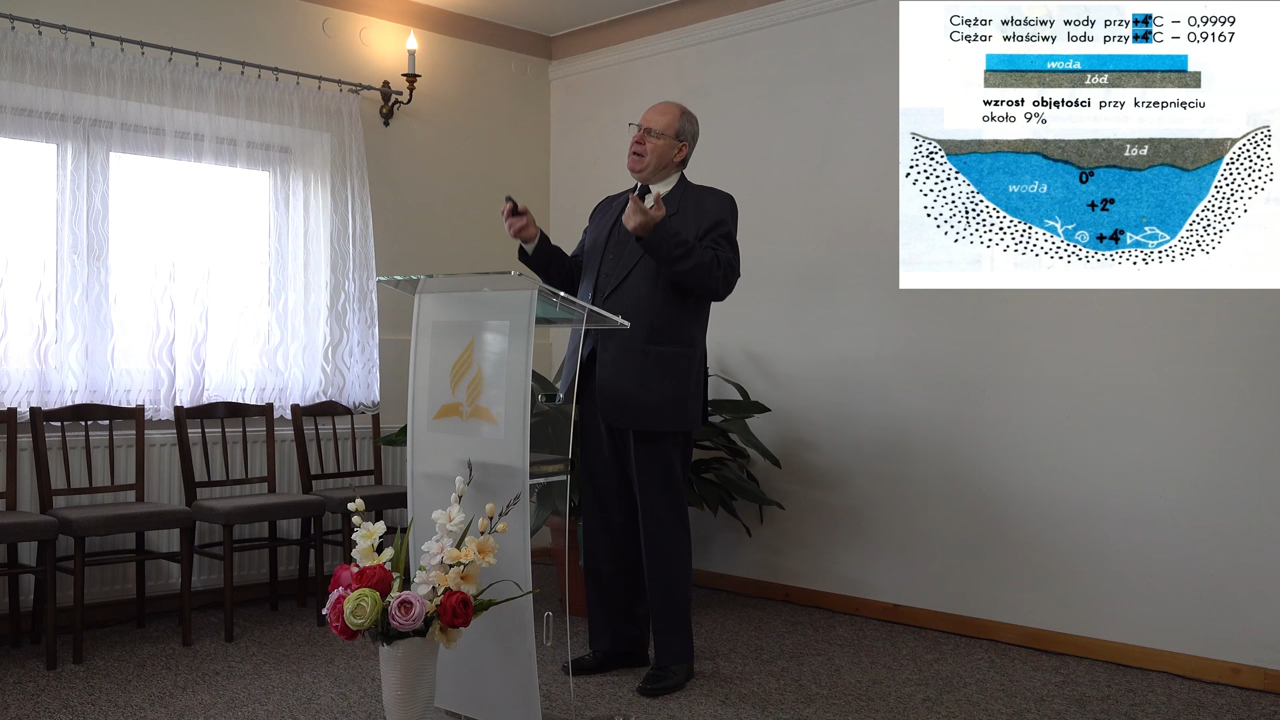 Ciężar właściwy wody przy +4°C – 0,9999
Ciężar właściwy lodu przy +4°C – 0,9167
woda
lód
wzrost objętości przy krzepnięciu
około 9%
lód
0°
woda
+2°
+4°